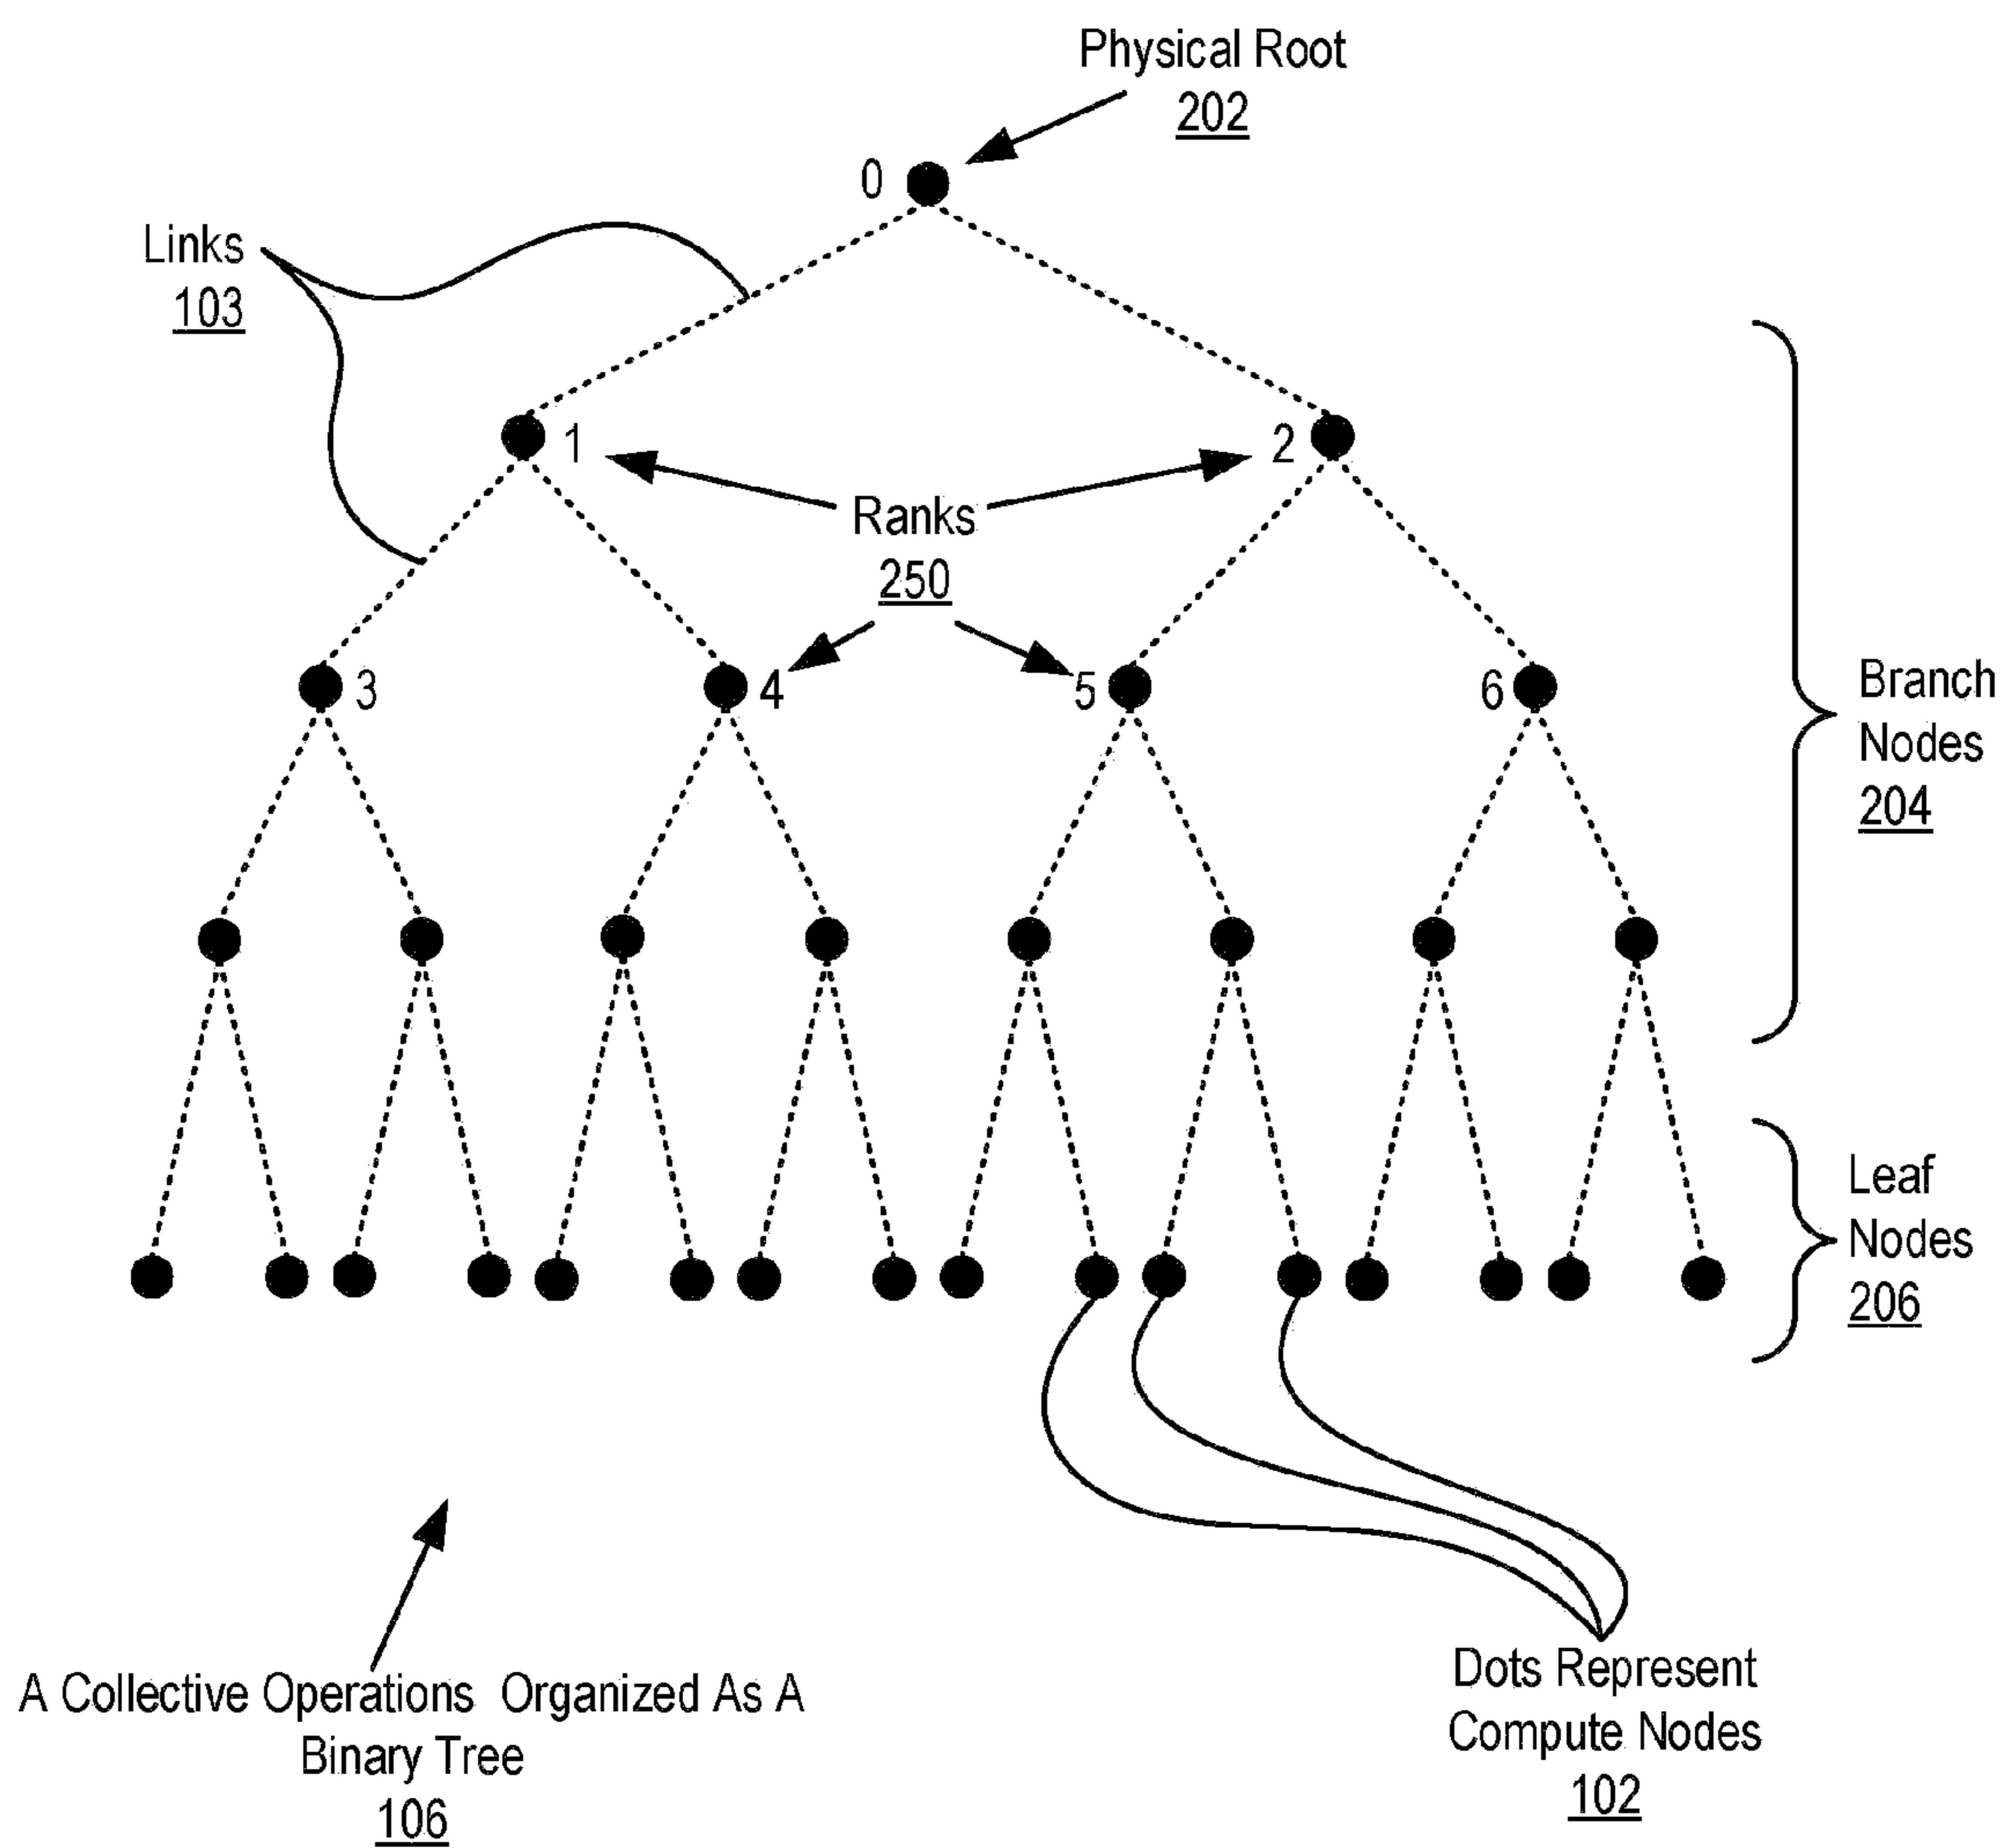 Physical Root
202
0
Links
103
1
2
Ranks
250
3
4
5
6
Branch
Nodes
204
Leaf
Nodes
206
A Collective Operations Organized As A
Binary Tree
106
Dots Represent
Compute Nodes
102